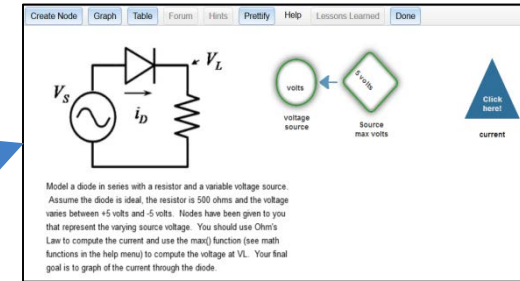 Create Node Graph Table Forum Hints Prettify Help Lessons Learned Done
V_L
V_S
i_D
volts
5 volts
voltage
source
Source
max volts
Click
here!
current
Model a diode in series with a resistor and a variable voltage source.
Assume the diode is ideal, the resistor is 500 ohms and the voltage
varies between +5 volts and -5 volts. Nodes have been given to you
that represent the varying source voltage. You should use Ohm's
Law to compute the current and use the max() function (see math
functions in the help menu) to compute the voltage at VL. Your final
goal is to graph of the current through the diode.